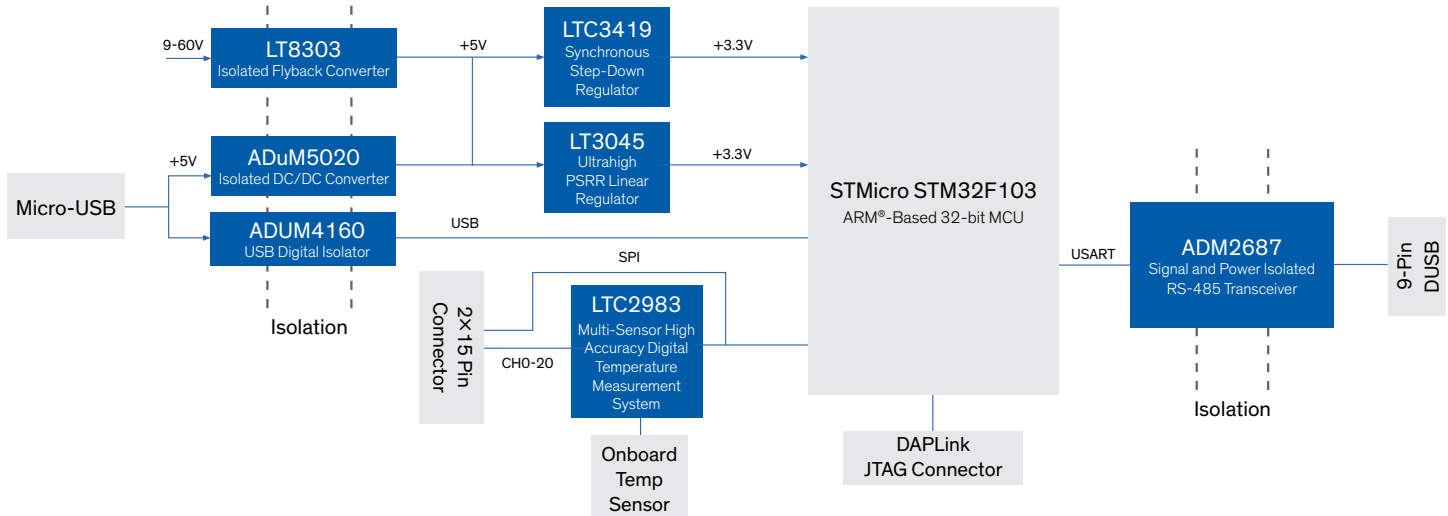 9-60V
LT8303
Isolated Flyback Converter
+5V
LTC3419
Synchronous
Step-Down
Regulator
+3.3V
Micro-USB
+5V
ADuM5020
Isolated DC/DC Converter
LT3045
Ultrahigh
PSRR Linear
Regulator
+3.3V
ADUM4160
USB Digital Isolator
USB
Isolation
STMicro STM32F103
ARM®-Based 32-bit MCU
2×15 Pin
Connector
SPI
CH0-20
LTC2983
Multi-Sensor High
Accuracy Digital
Temperature
Measurement
System
Onboard
Temp
Sensor
DAPLink
JTAG Connector
USART
ADM2687
Signal and Power Isolated
RS-485 Transceiver
Isolation
9-Pin
DUSB